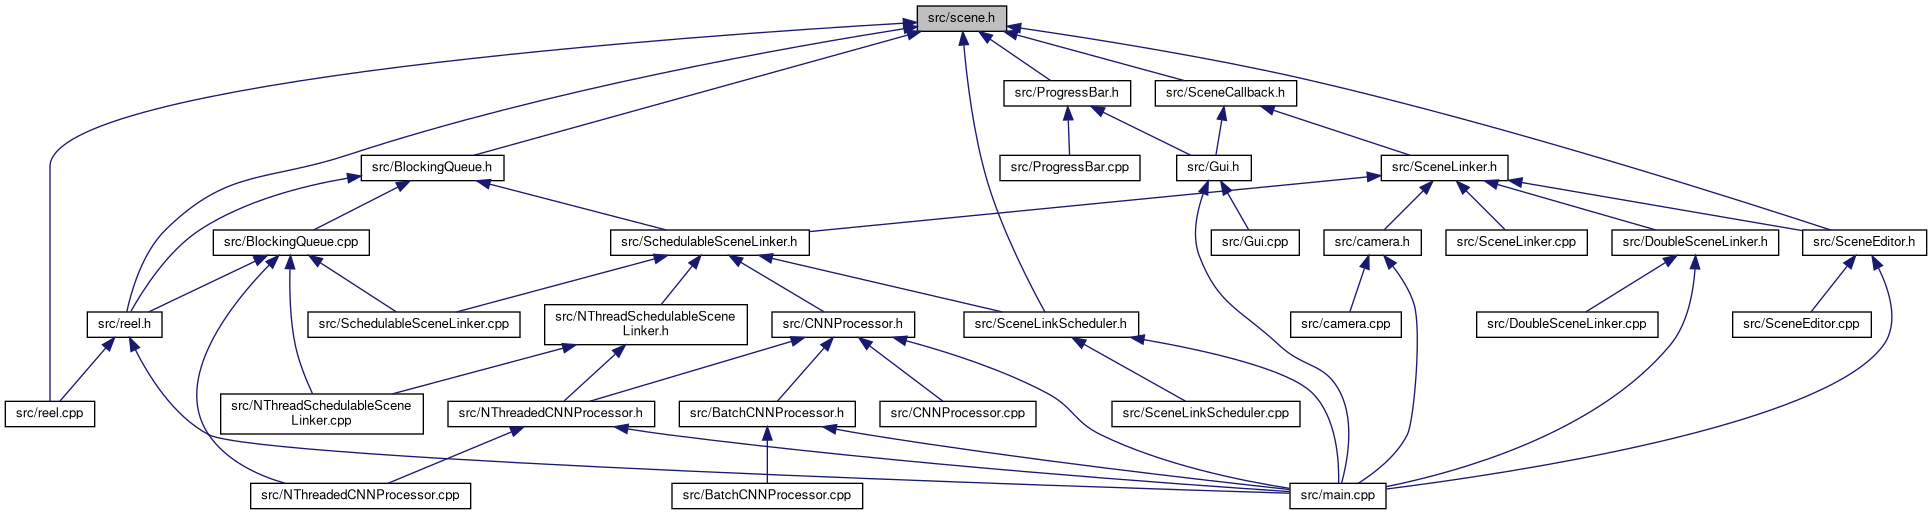 src/scene.h
src/ProgressBar.h
src/SceneCallback.h
src/BlockingQueue.h
src/ProgressBar.cpp
src/Gui.h
src/SceneLinker.h
src/BlockingQueue.cpp
src/SchedulableSceneLinker.h
src/Gui.cpp
src/camera.h
src/SceneLinker.cpp
src/DoubleSceneLinker.h
src/SceneEditor.h
src/reel.h
src/SchedulableSceneLinker.cpp
src/NThreadSchedulableScene
Linker.h
src/CNNProcessor.h
src/SceneLinkScheduler.h
src/camera.cpp
src/DoubleSceneLinker.cpp
src/SceneEditor.cpp
src/reel.cpp
src/NThreadSchedulableScene
Linker.cpp
src/NThreadedCNNProcessor.h
src/BatchCNNProcessor.h
src/CNNProcessor.cpp
src/SceneLinkScheduler.cpp
src/NThreadedCNNProcessor.cpp
src/BatchCNNProcessor.cpp
src/main.cpp